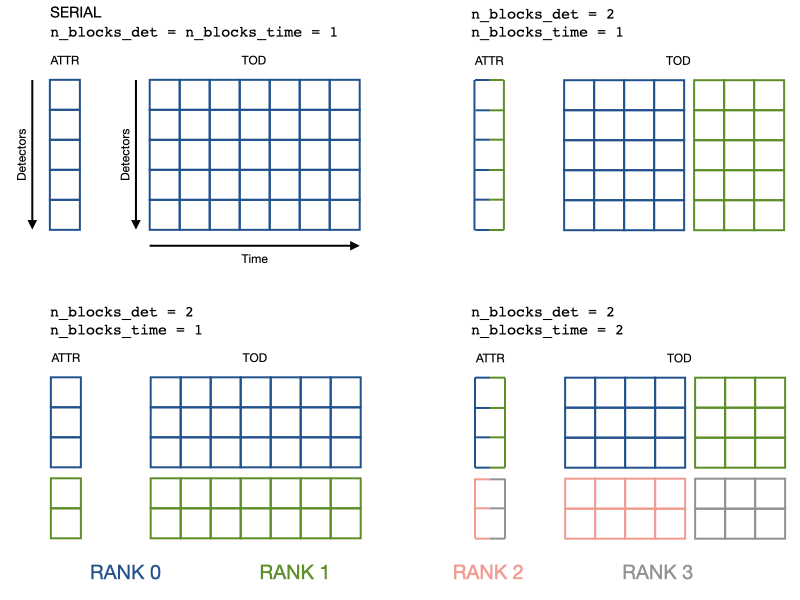 SERIAL
n_blocks_det = n_blocks_time = 1
ATTR
TOD
Detectors
Detectors
Time
n_blocks_det = 2
n_blocks_time = 1
ATTR
TOD
n_blocks_det = 2
n_blocks_time = 1
ATTR
TOD
n_blocks_det = 2
n_blocks_time = 2
ATTR
TOD
RANK 0
RANK 1
RANK 2
RANK 3